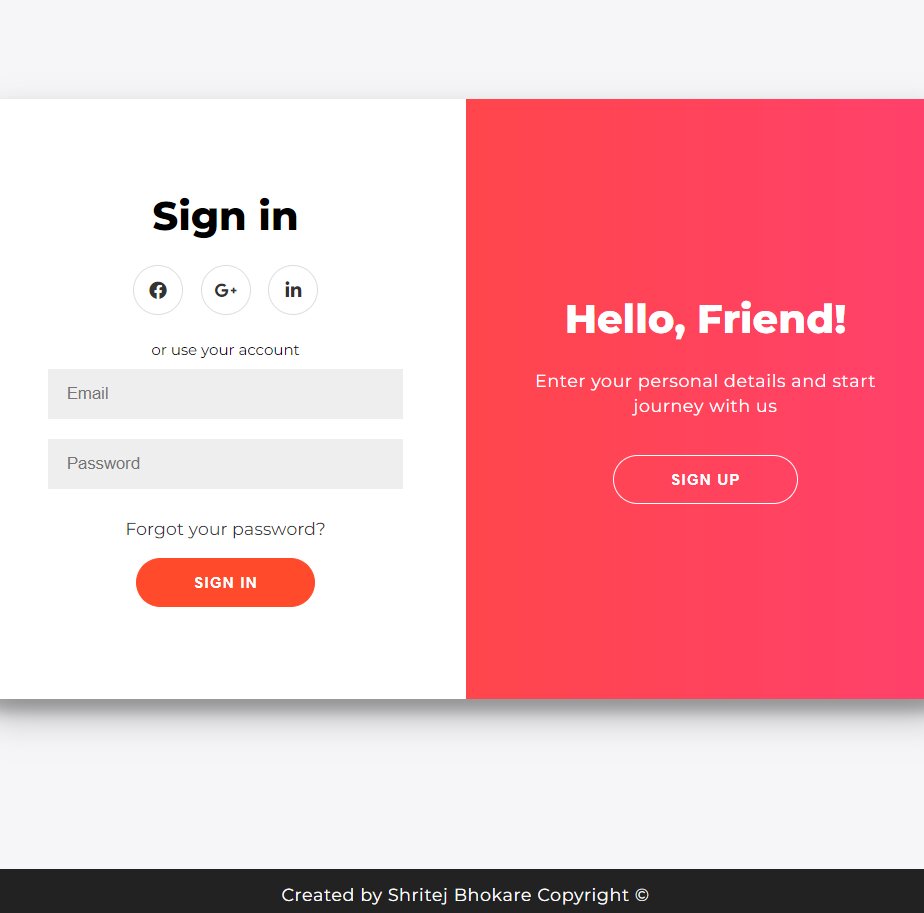 Sign in
G+
in
or use your account
Email
Password
Forgot your password?
SIGN IN
Hello, Friend!
Enter your personal details and start
journey with us
SIGN UP
Created by Shritej Bhokare Copyright ©